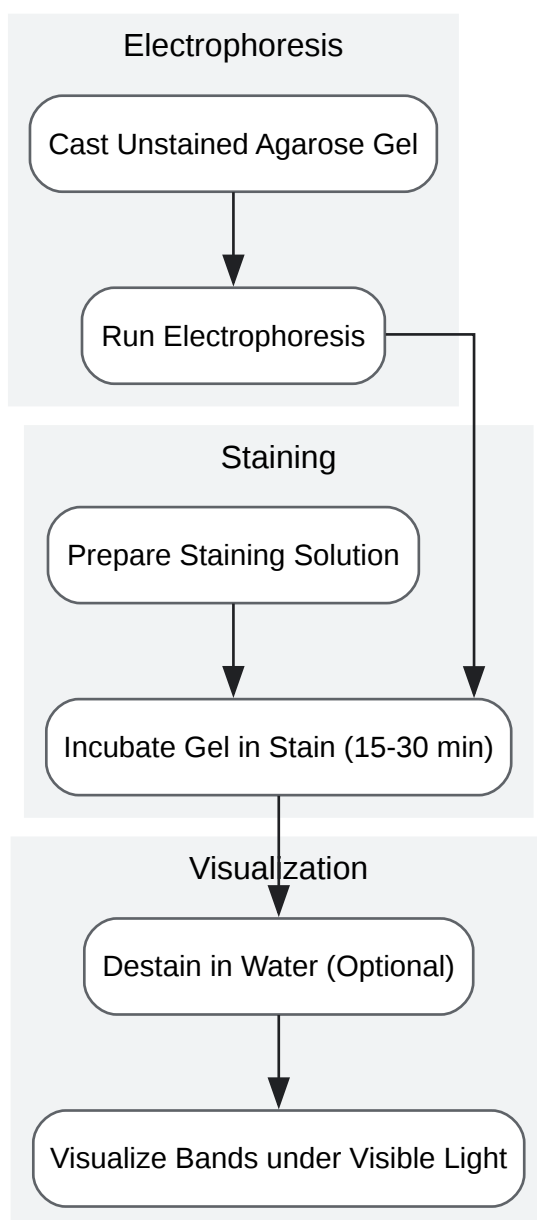 Electrophoresis
Cast Unstained Agarose Gel
Run Electrophoresis
Staining
Prepare Staining Solution
Incubate Gel in Stain (15-30 min)
Visualization
Destain in Water (Optional)
Visualize Bands under Visible Light